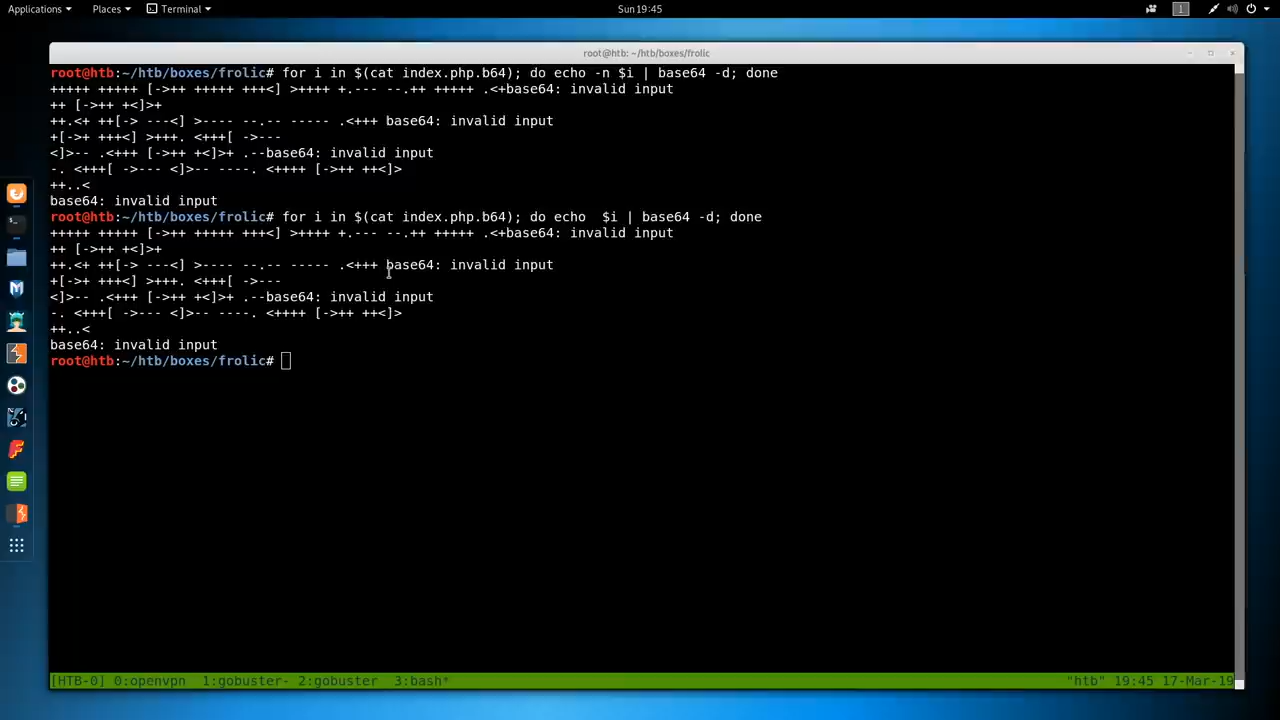 Applications Places Terminal Sun 19:45 1
root@htb: ~/htb/boxes/frolic
root@htb:~/htb/boxes/frolic# for i in $(cat index.php.b64); do echo -n $i | base64 -d; done
+++++ +++++ [->++ +++++ +++<] >++++ +.--- --.++ +++++ .<+base64: invalid input
++ [->++ +<]>+
++.<+ ++[-> ---<] >---- --.-- ----- .<+++ base64: invalid input
+[->+ +++<] >+++. <+++[ ->---
<]>-- .<+++ [->++ +<]>+ .--base64: invalid input
-. <+++[ ->--- <]>-- ----. <++++ [->++ ++<]>
++..<
base64: invalid input
root@htb:~/htb/boxes/frolic# for i in $(cat index.php.b64); do echo  $i | base64 -d; done
+++++ +++++ [->++ +++++ +++<] >++++ +.--- --.++ +++++ .<+base64: invalid input
++ [->++ +<]>+
++.<+ ++[-> ---<] >---- --.-- ----- .<+++ base64: invalid input
+[->+ +++<] >+++. <+++[ ->---
<]>-- .<+++ [->++ +<]>+ .--base64: invalid input
-. <+++[ ->--- <]>-- ----. <++++ [->++ ++<]>
++..<
base64: invalid input
root@htb:~/htb/boxes/frolic#
[HTB-0] 0:openvpn  1:gobuster- 2:gobuster  3:bash* "htb" 19:45 17-Mar-19